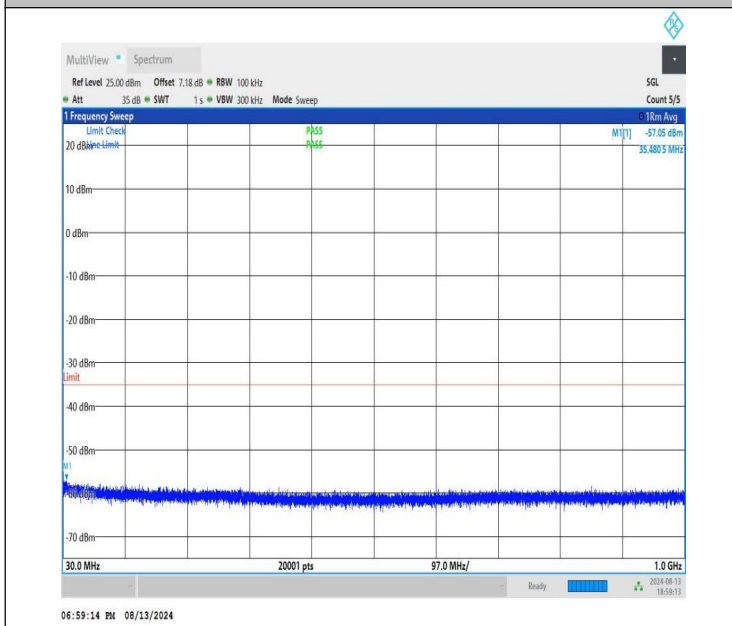 MultiView Spectrum
Ref Level 25.00 dBm Offset 7.18 dB RBW 100 kHz SGL
Att 35 dB SWT 1 s VBW 300 kHz Mode Sweep Count 5/5
1 Frequency Sweep 1Rm Avg
Limit Check PASS M1[1] -57.05 dBm
20 dBm Line Limit PASS 35.480 5 MHz
10 dBm
0 dBm
-10 dBm
-20 dBm
-30 dBm
Limit
-40 dBm
-50 dBm
M1
-60 dBm
-70 dBm
30.0 MHz 20001 pts 97.0 MHz/ 1.0 GHz
Ready 2024-08-13
18:59:13
06:59:14 PM 08/13/2024